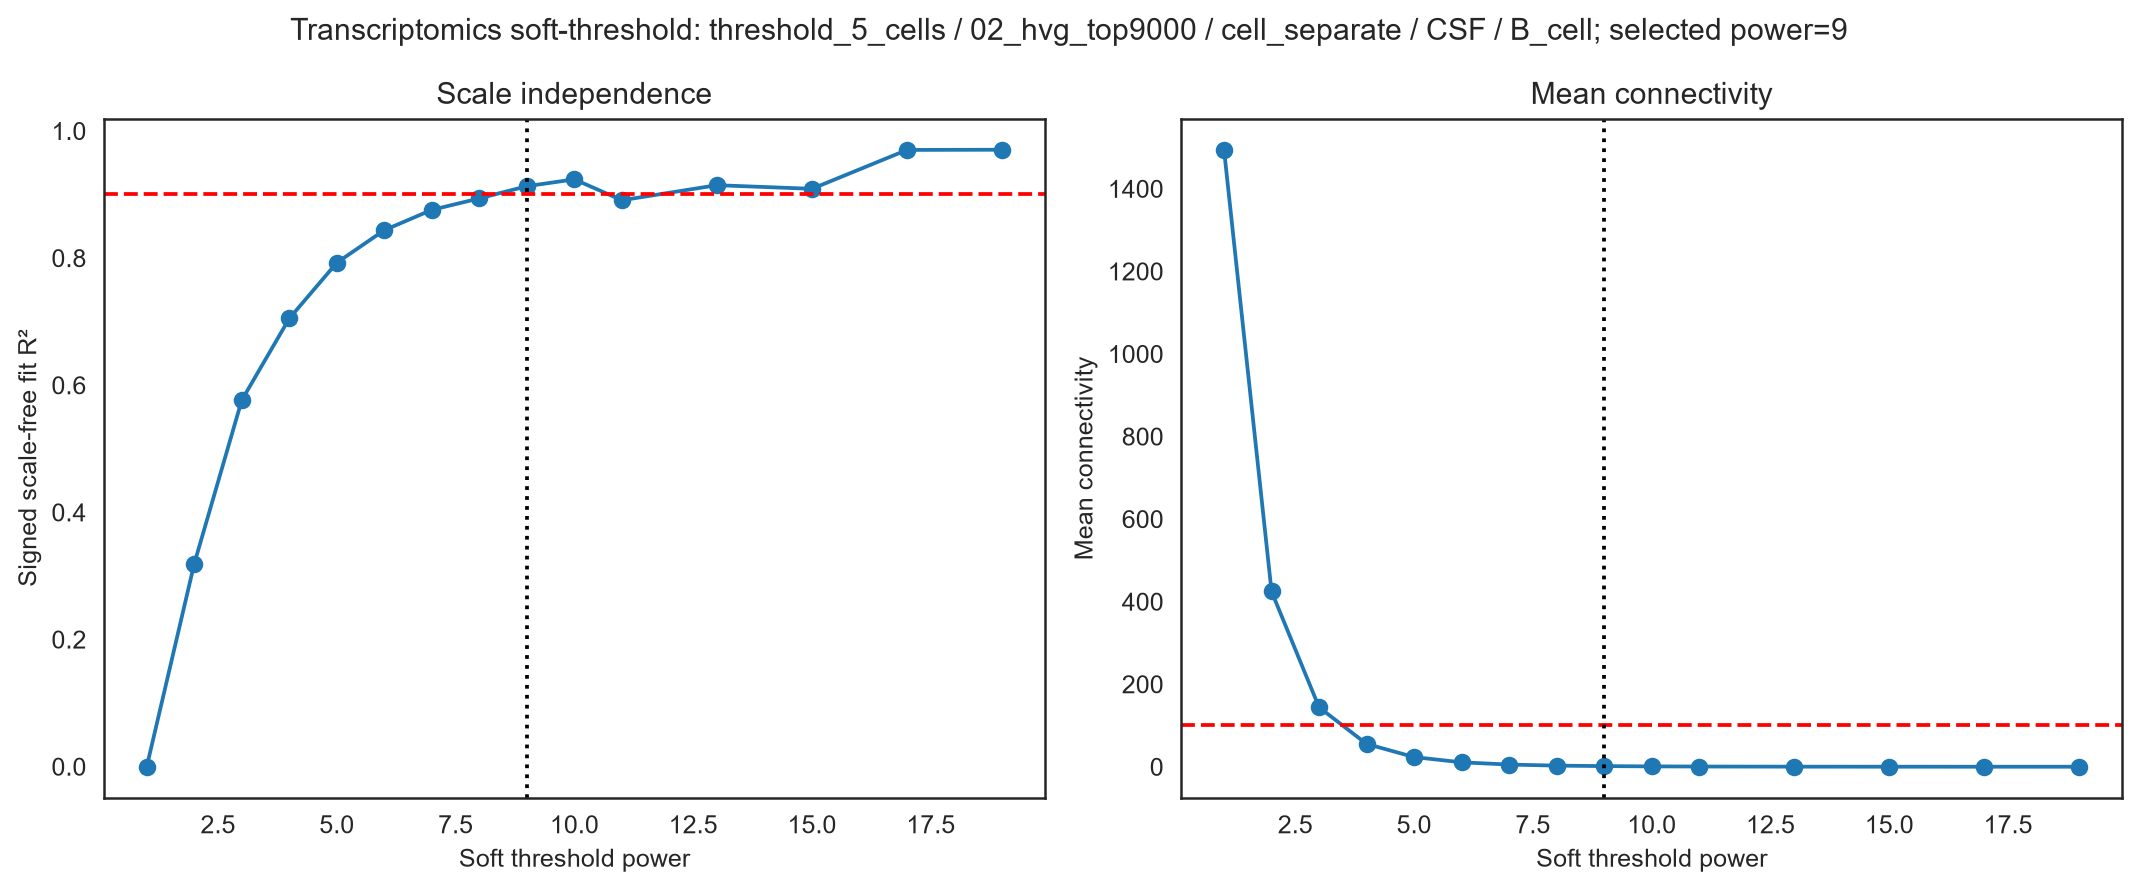 Transcriptomics soft-threshold: threshold_5_cells / 02_hvg_top9000 / cell_separate / CSF / B_cell; selected power=9
Scale independence
Signed scale-free fit R²
1.0
0.8
0.6
0.4
0.2
0.0
2.5 5.0 7.5 10.0 12.5 15.0 17.5
Soft threshold power
Mean connectivity
Mean connectivity
1400
1200
1000
800
600
400
200
0
2.5 5.0 7.5 10.0 12.5 15.0 17.5
Soft threshold power